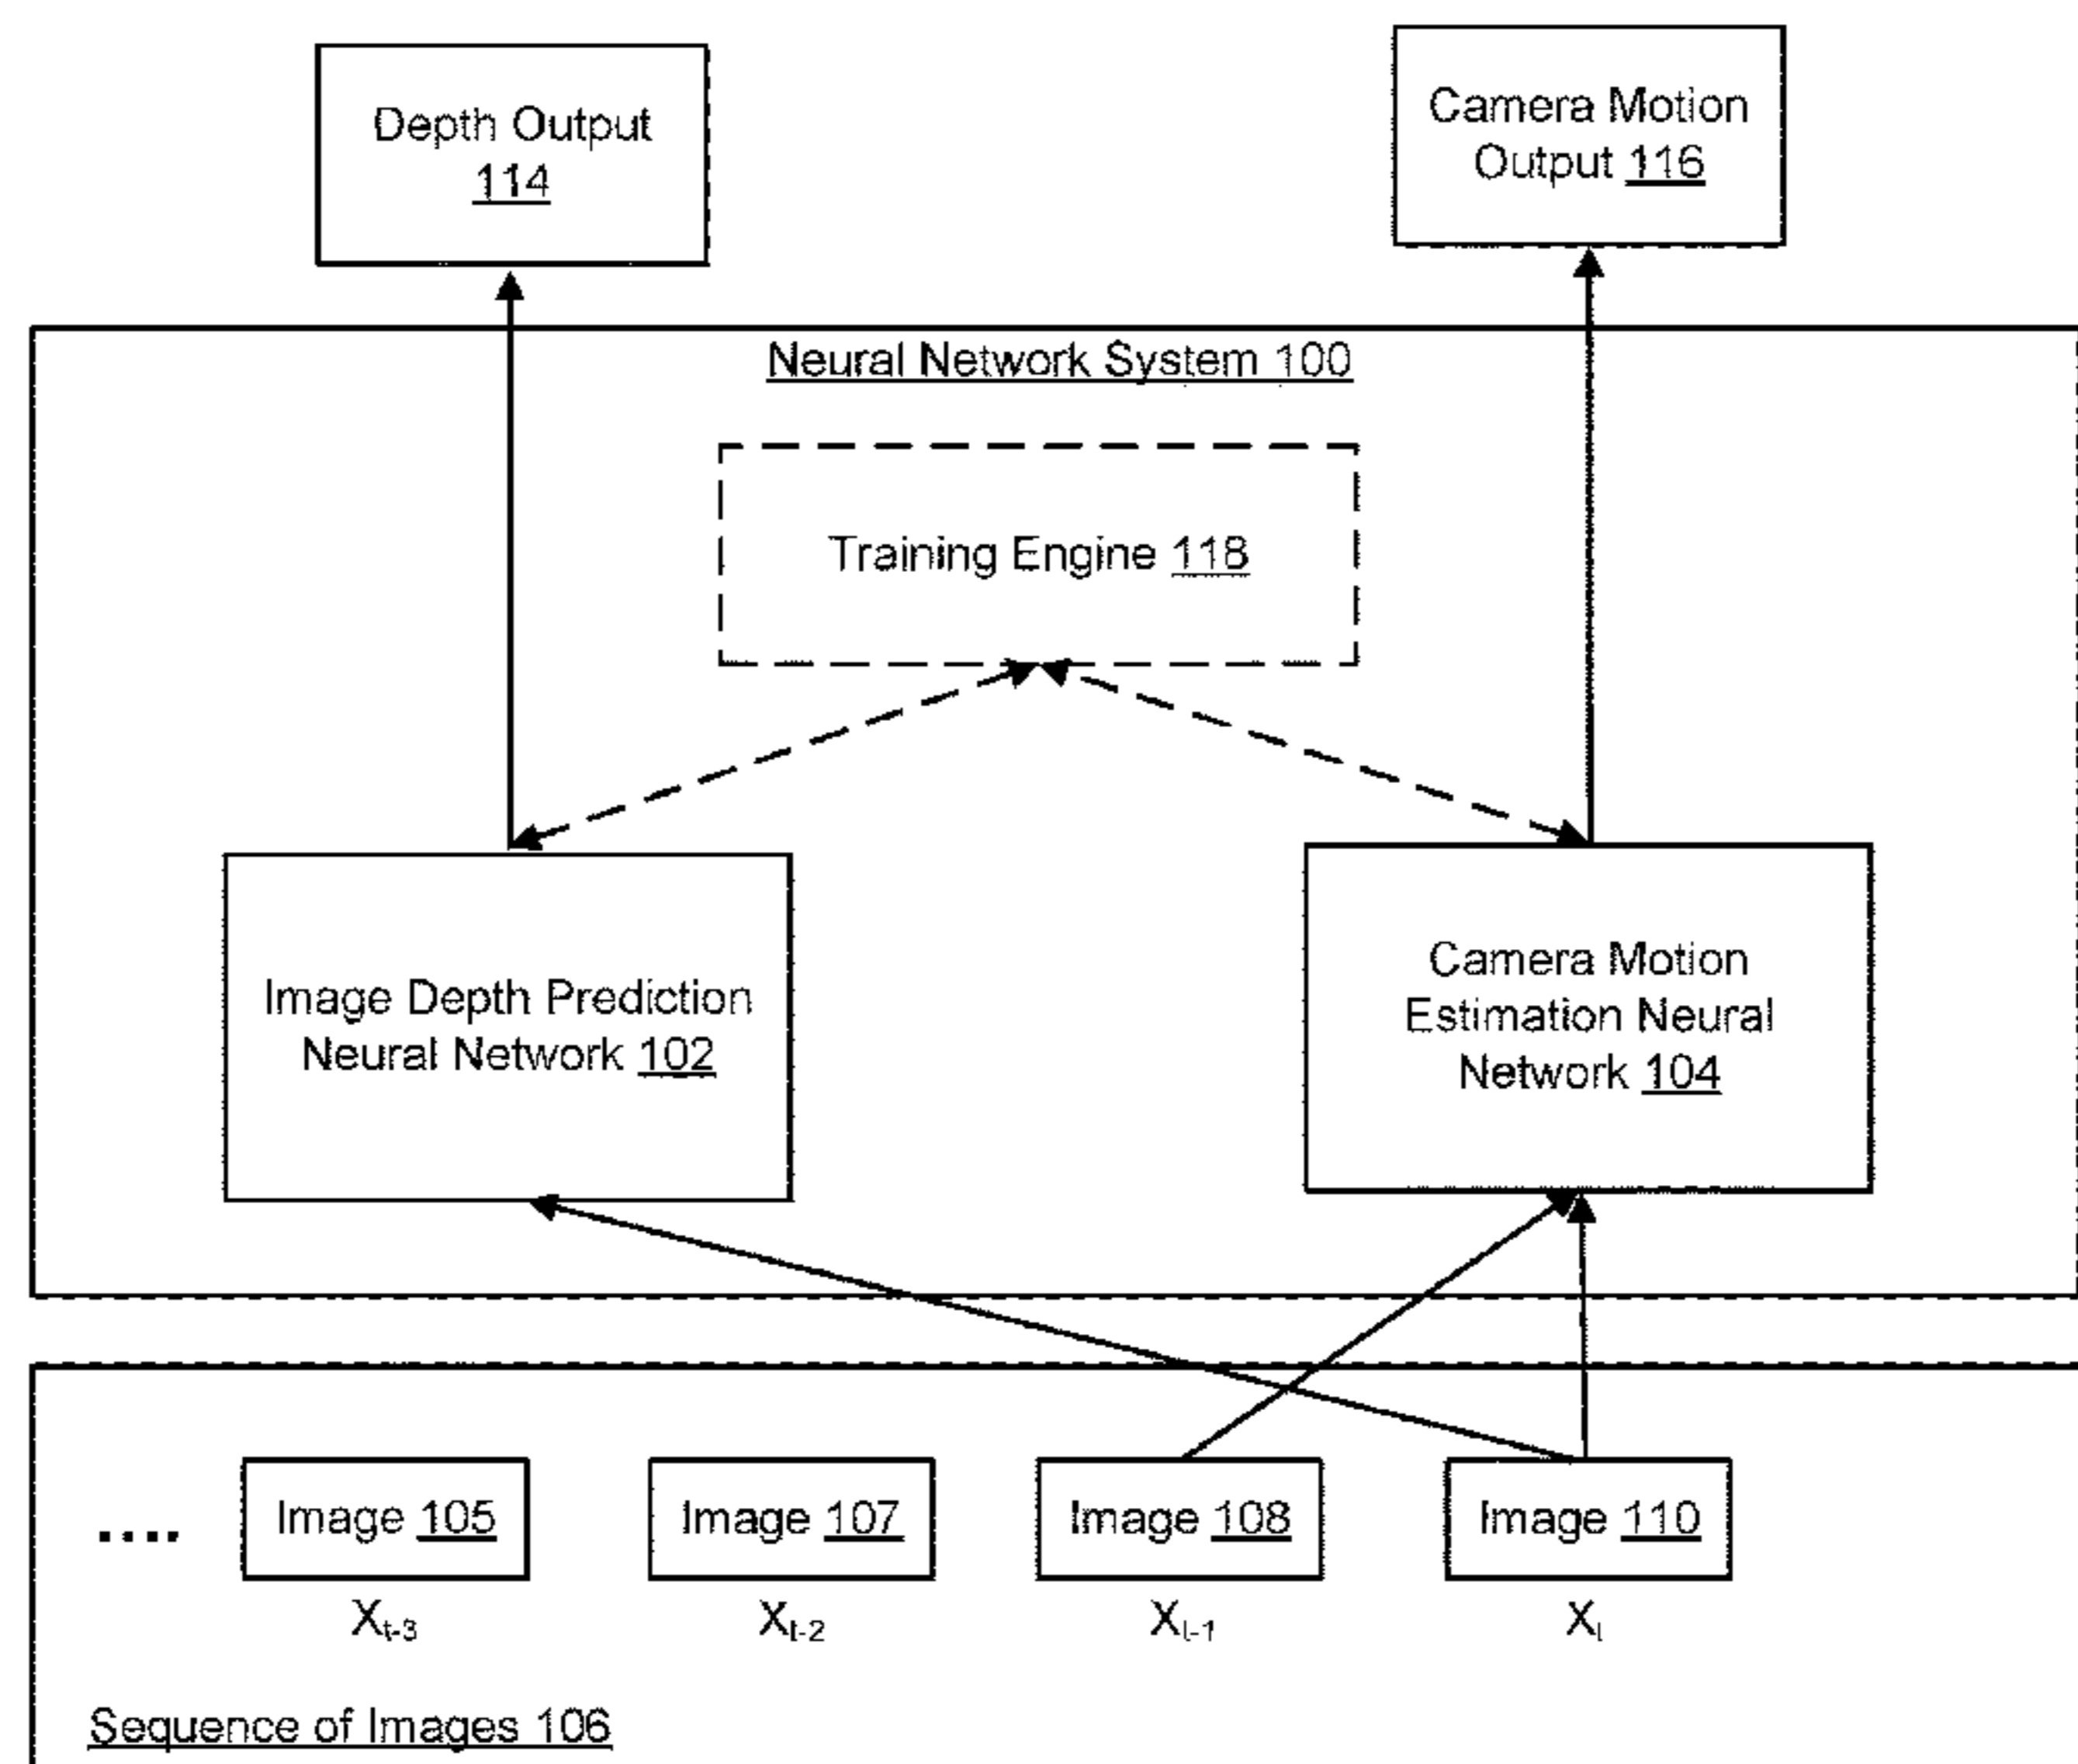 Depth Output
114
Camera Motion
Output 116
Neural Network System 100
Training Engine 118
Image Depth Prediction
Neural Network 102
Camera Motion
Estimation Neural
Network 104
....
Image 105
Image 107
Image 108
Image 110
Xt-3
Xt-2
Xt-1
Xt
Sequence of Images 106